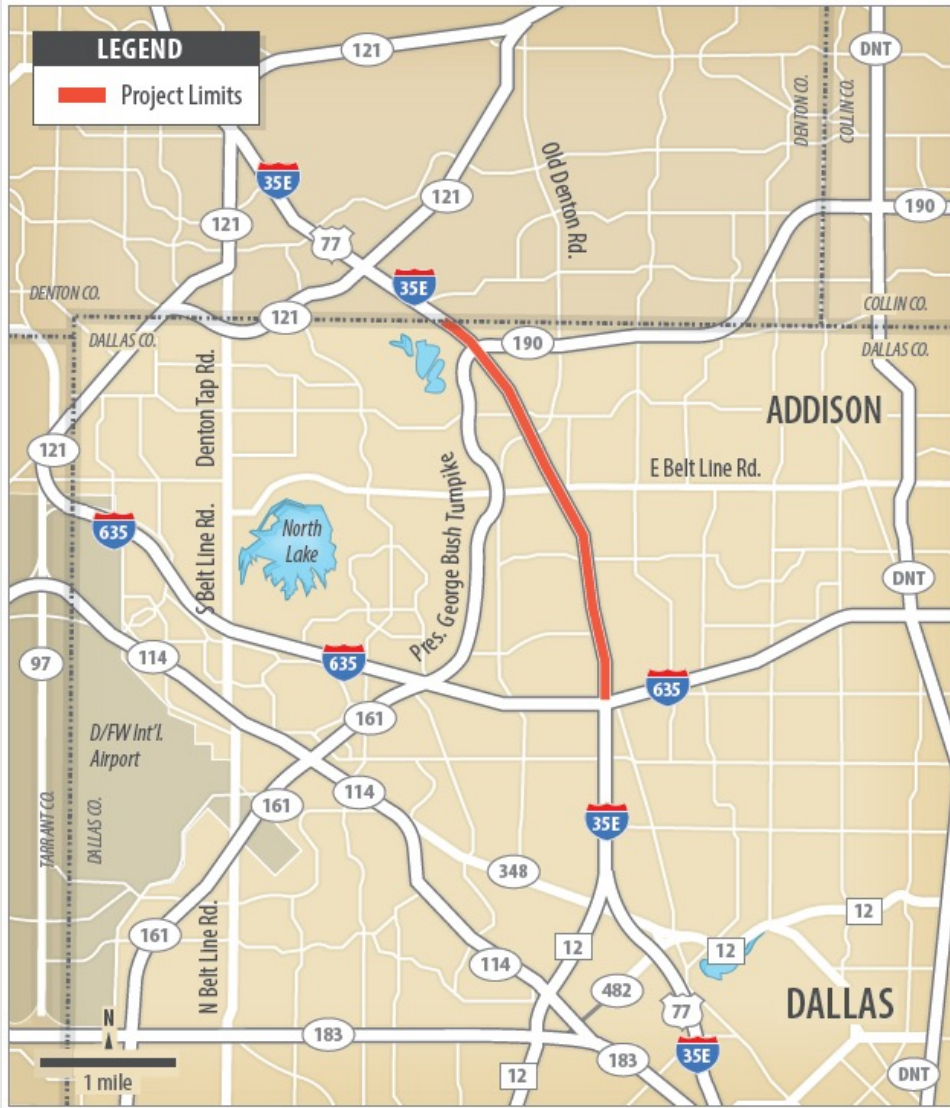 LEGEND
Project Limits
121
DNT
DENTON CO.
COLLIN CO.
35E
Old Denton Rd.
121
121
190
77
35E
DENTON CO.
COLLIN CO.
121
DALLAS CO.
190
DALLAS CO.
Denton Tap Rd.
ADDISON
121
E Belt Line Rd.
Pres. George Bush Turnpike
635
North
Lake
S Belt Line Rd.
DNT
97
114
635
635
161
D/FW Int'l.
Airport
TARRANT CO.
DALLAS CO.
161
114
35E
348
161
N Belt Line Rd.
12
12
12
114
482
77
DALLAS
N
183
183
35E
1 mile
12
DNT